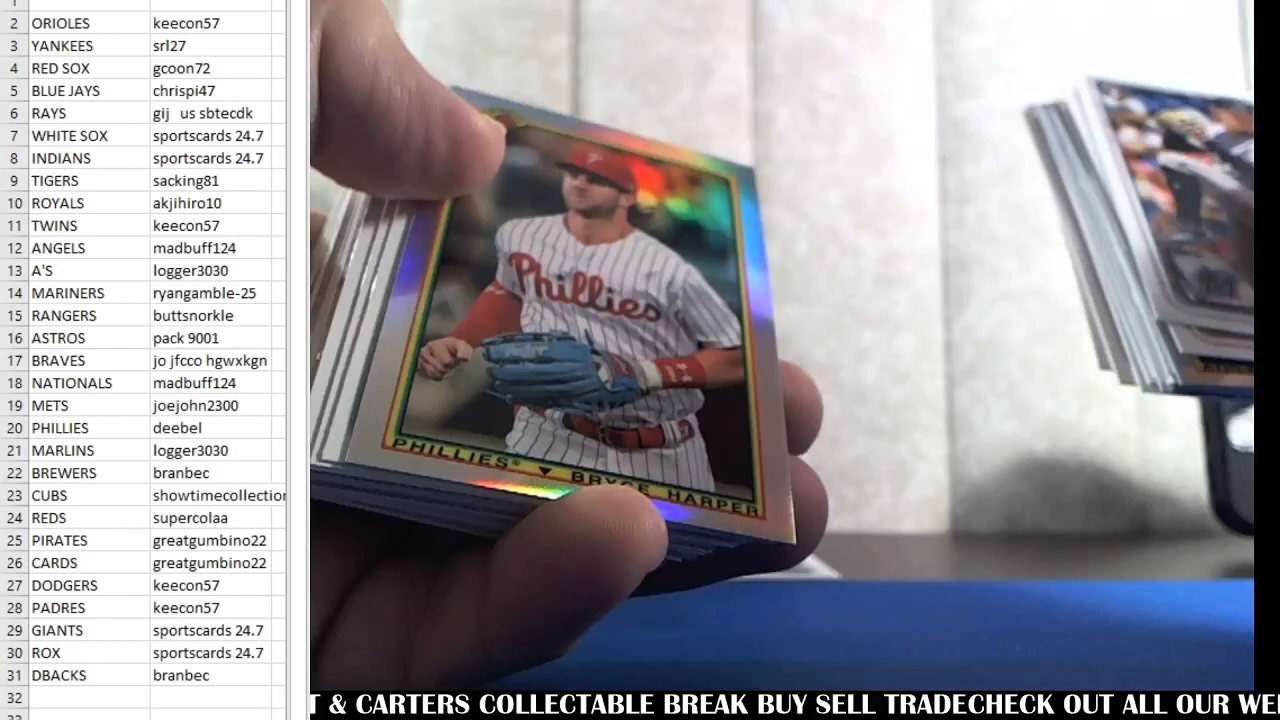 1
2 ORIOLES keecon57
3 YANKEES srl27
4 RED SOX gcoon72
5 BLUE JAYS chrispi47
6 RAYS gij us sbtecdk
7 WHITE SOX sportscards 24.7
8 INDIANS sportscards 24.7
9 TIGERS sacking81
10 ROYALS akjihiro10
11 TWINS keecon57
12 ANGELS madbuff124
13 A'S logger3030
14 MARINERS ryangamble-25
15 RANGERS buttsnorkle
16 ASTROS pack 9001
17 BRAVES jo jfcco hgwxkgn
18 NATIONALS madbuff124
19 METS joejohn2300
20 PHILLIES deebel
21 MARLINS logger3030
22 BREWERS branbec
23 CUBS showtimecollection
24 REDS supercolaa
25 PIRATES greatgumbino22
26 CARDS greatgumbino22
27 DODGERS keecon57
28 PADRES keecon57
29 GIANTS sportscards 24.7
30 ROX sportscards 24.7
31 DBACKS branbec
32
33
Phillies
PHILLIES® ▼ BRYCE HARPER
T & CARTERS COLLECTABLE BREAK BUY SELL TRADECHECK OUT ALL OUR WE